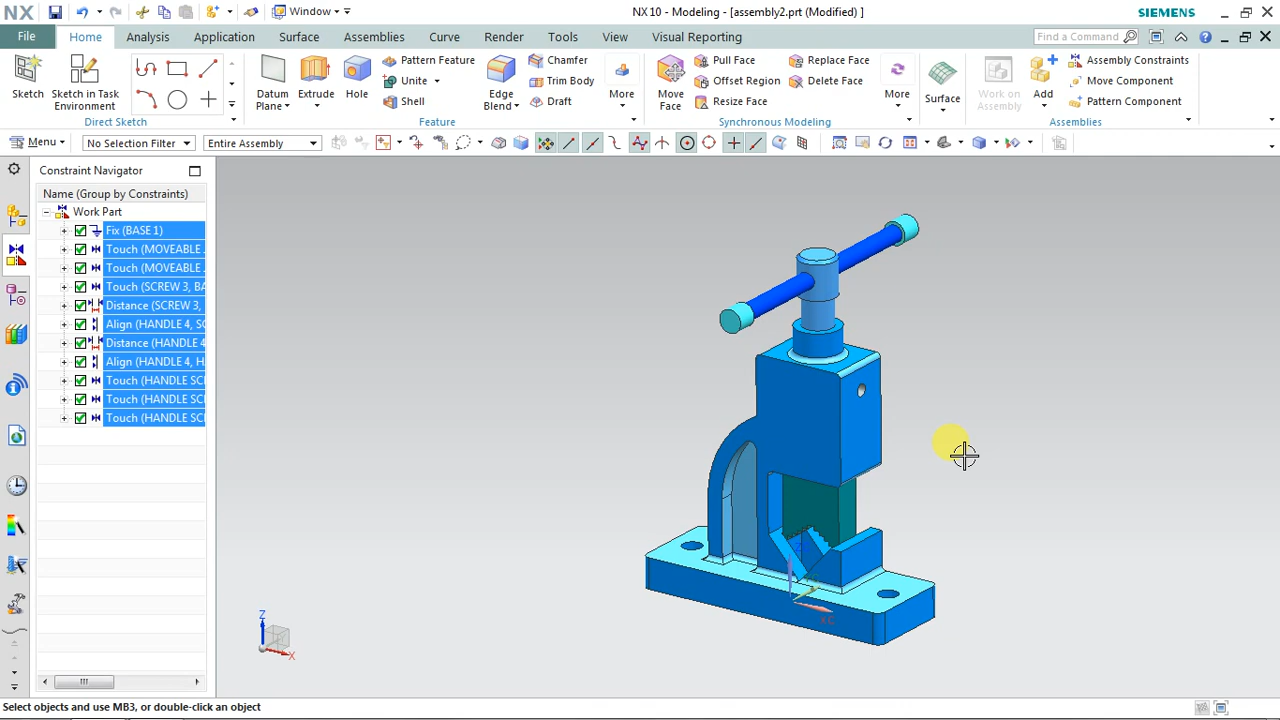 NX
Window
NX 10 - Modeling - [assembly2.prt (Modified) ]
SIEMENS
File
Home
Analysis
Application
Surface
Assemblies
Curve
Render
Tools
View
Visual Reporting
Find a Command
Sketch
Sketch in Task
Environment
Direct Sketch
Datum
Plane
Extrude
Hole
Pattern Feature
Unite
Shell
Edge
Blend
Chamfer
Trim Body
Draft
More
Feature
Move
Face
Pull Face
Offset Region
Resize Face
Replace Face
Delete Face
More
Synchronous Modeling
Surface
Work on
Assembly
Add
Assembly Constraints
Move Component
Pattern Component
Assemblies
Menu
No Selection Filter
Entire Assembly
Constraint Navigator
Name (Group by Constraints)
Work Part
Fix (BASE 1)
Touch (MOVEABLE
Touch (MOVEABLE
Touch (SCREW 3, BA
Distance (SCREW 3,
Align (HANDLE 4, SC
Distance (HANDLE 4
Align (HANDLE 4, H
Touch (HANDLE SC
Touch (HANDLE SC
Touch (HANDLE SC
XC
Z
X
Select objects and use MB3, or double-click an object